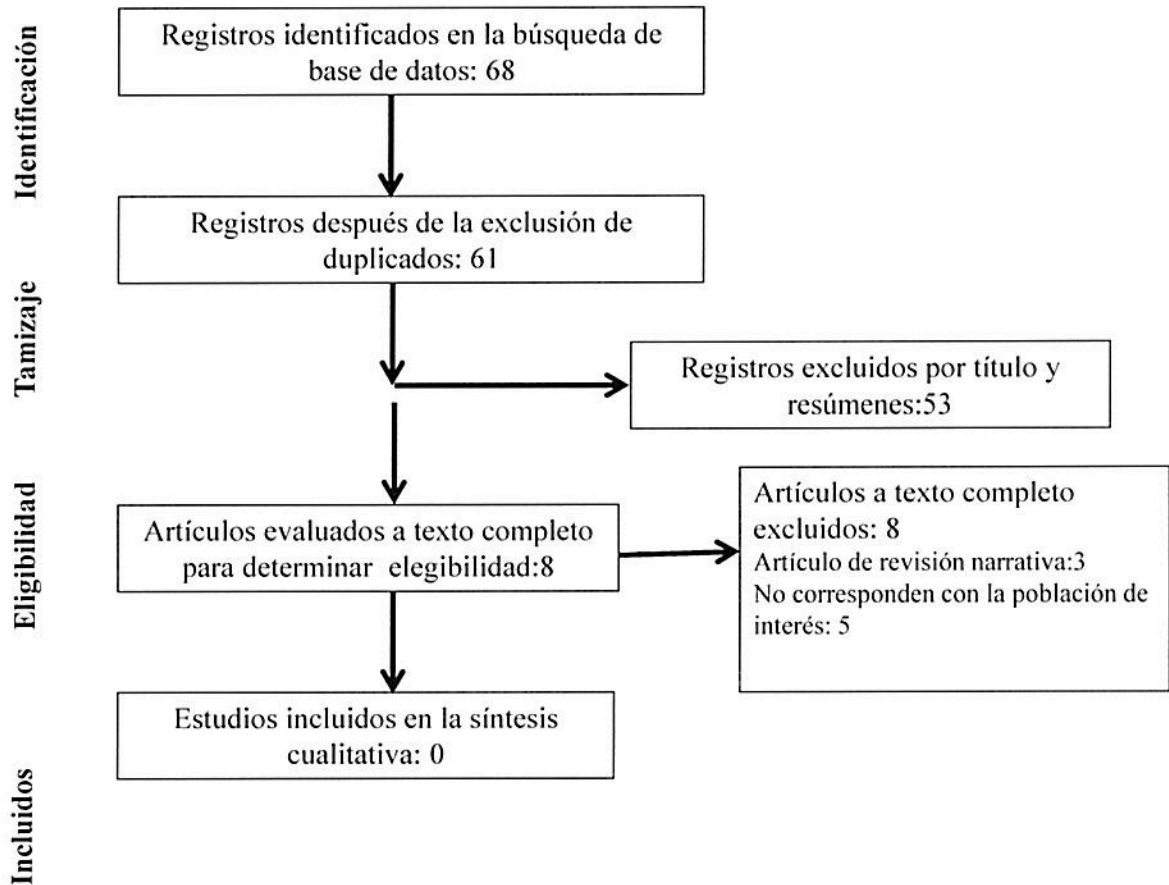 Identificación
Registros identificados en la búsqueda de
base de datos: 68
Registros después de la exclusión de
duplicados: 61
Tamizaje
Registros excluidos por título y
resúmenes:53
Eligibilidad
Artículos evaluados a texto completo
para determinar elegibilidad:8
Artículos a texto completo
excluidos: 8
Artículo de revisión narrativa:3
No corresponden con la población de
interés: 5
Estudios incluidos en la síntesis
cualitativa: 0
Incluidos